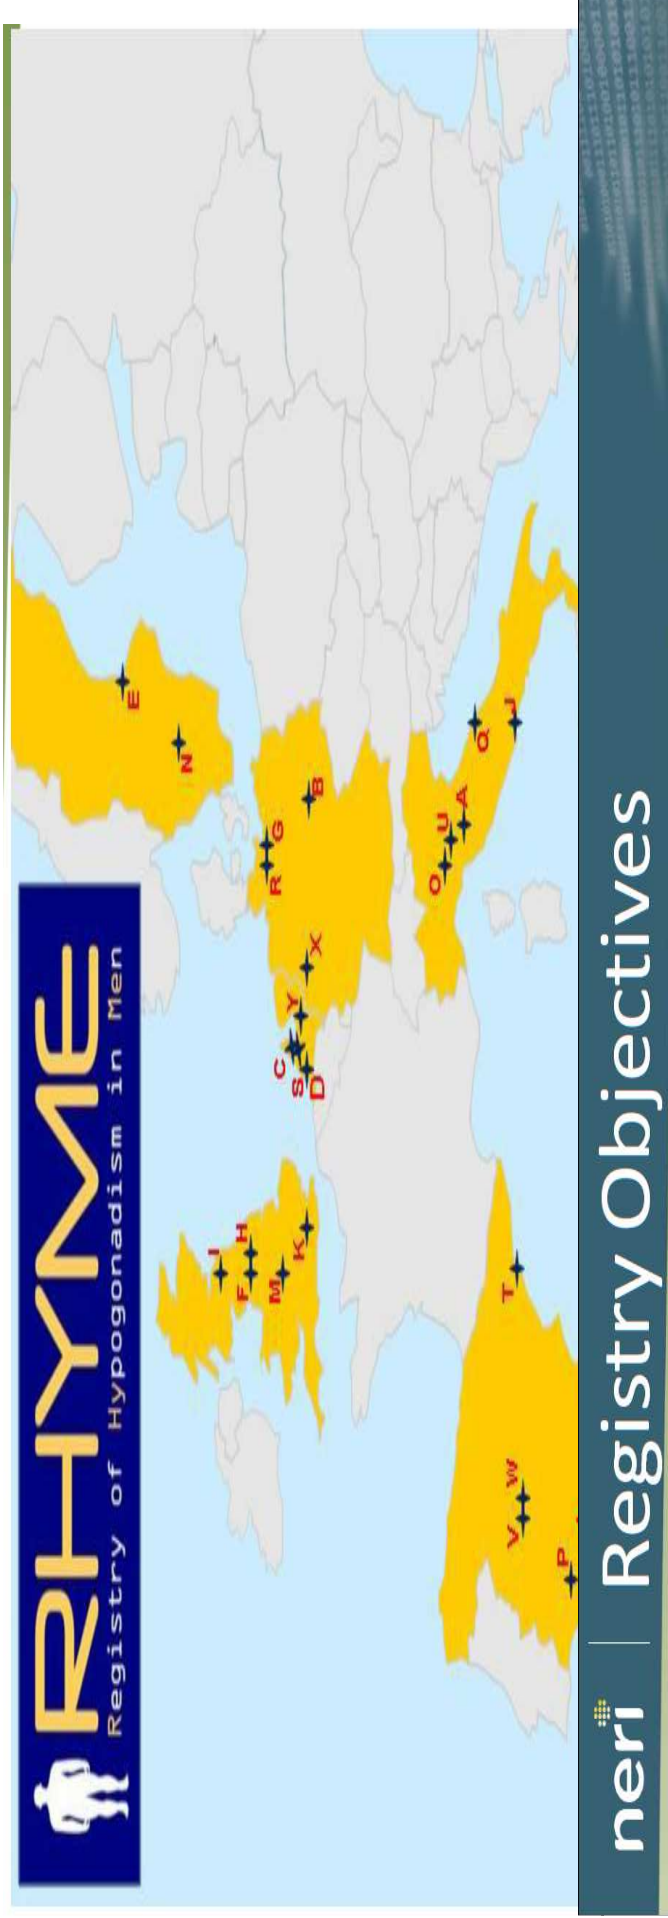 RHYME
Registry of Hypogonadism in Men
E
N
I
F H
M
K
C
S
D
Y
X
R G
B
O
U
A
Q
J
T
V W
P
neri | Registry Objectives